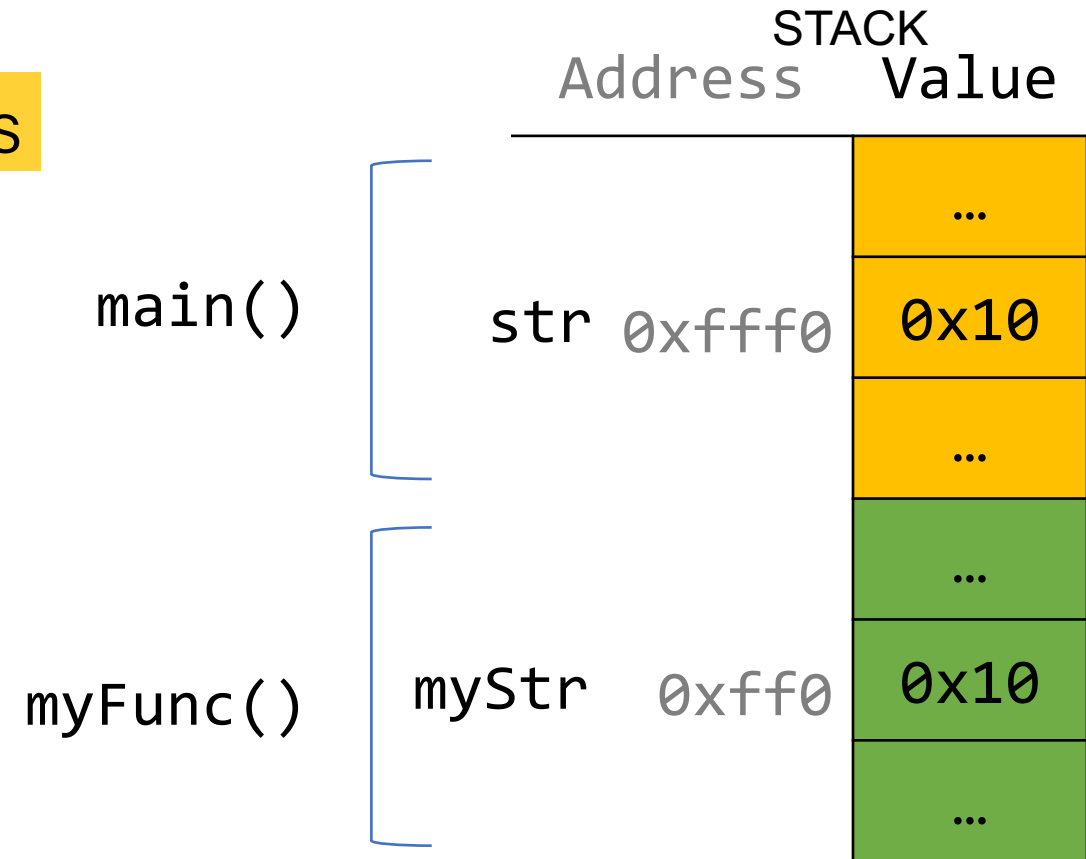 STACK
Address Value
s
…
main() str 0xfff0 0x10
…
…
myFunc() myStr 0xff0 0x10
…